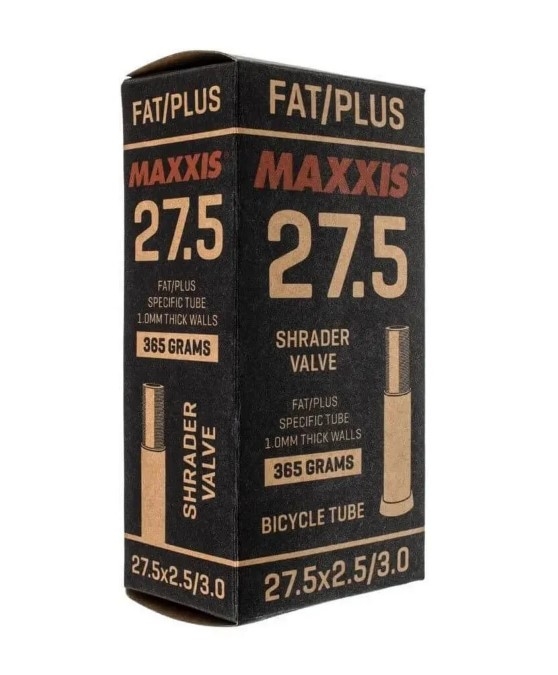 FAT/PLUS
MAXXIS
27.5
FAT/PLUS
SPECIFIC TUBE
1.0MM THICK WALLS
365 GRAMS
SHRADER
VALVE
27.5x2.5/3.0
FAT/PLUS
MAXXIS
27.5
SHRADER
VALVE
FAT/PLUS
SPECIFIC TUBE
1.0MM THICK WALLS
365 GRAMS
BICYCLE TUBE
27.5x2.5/3.0